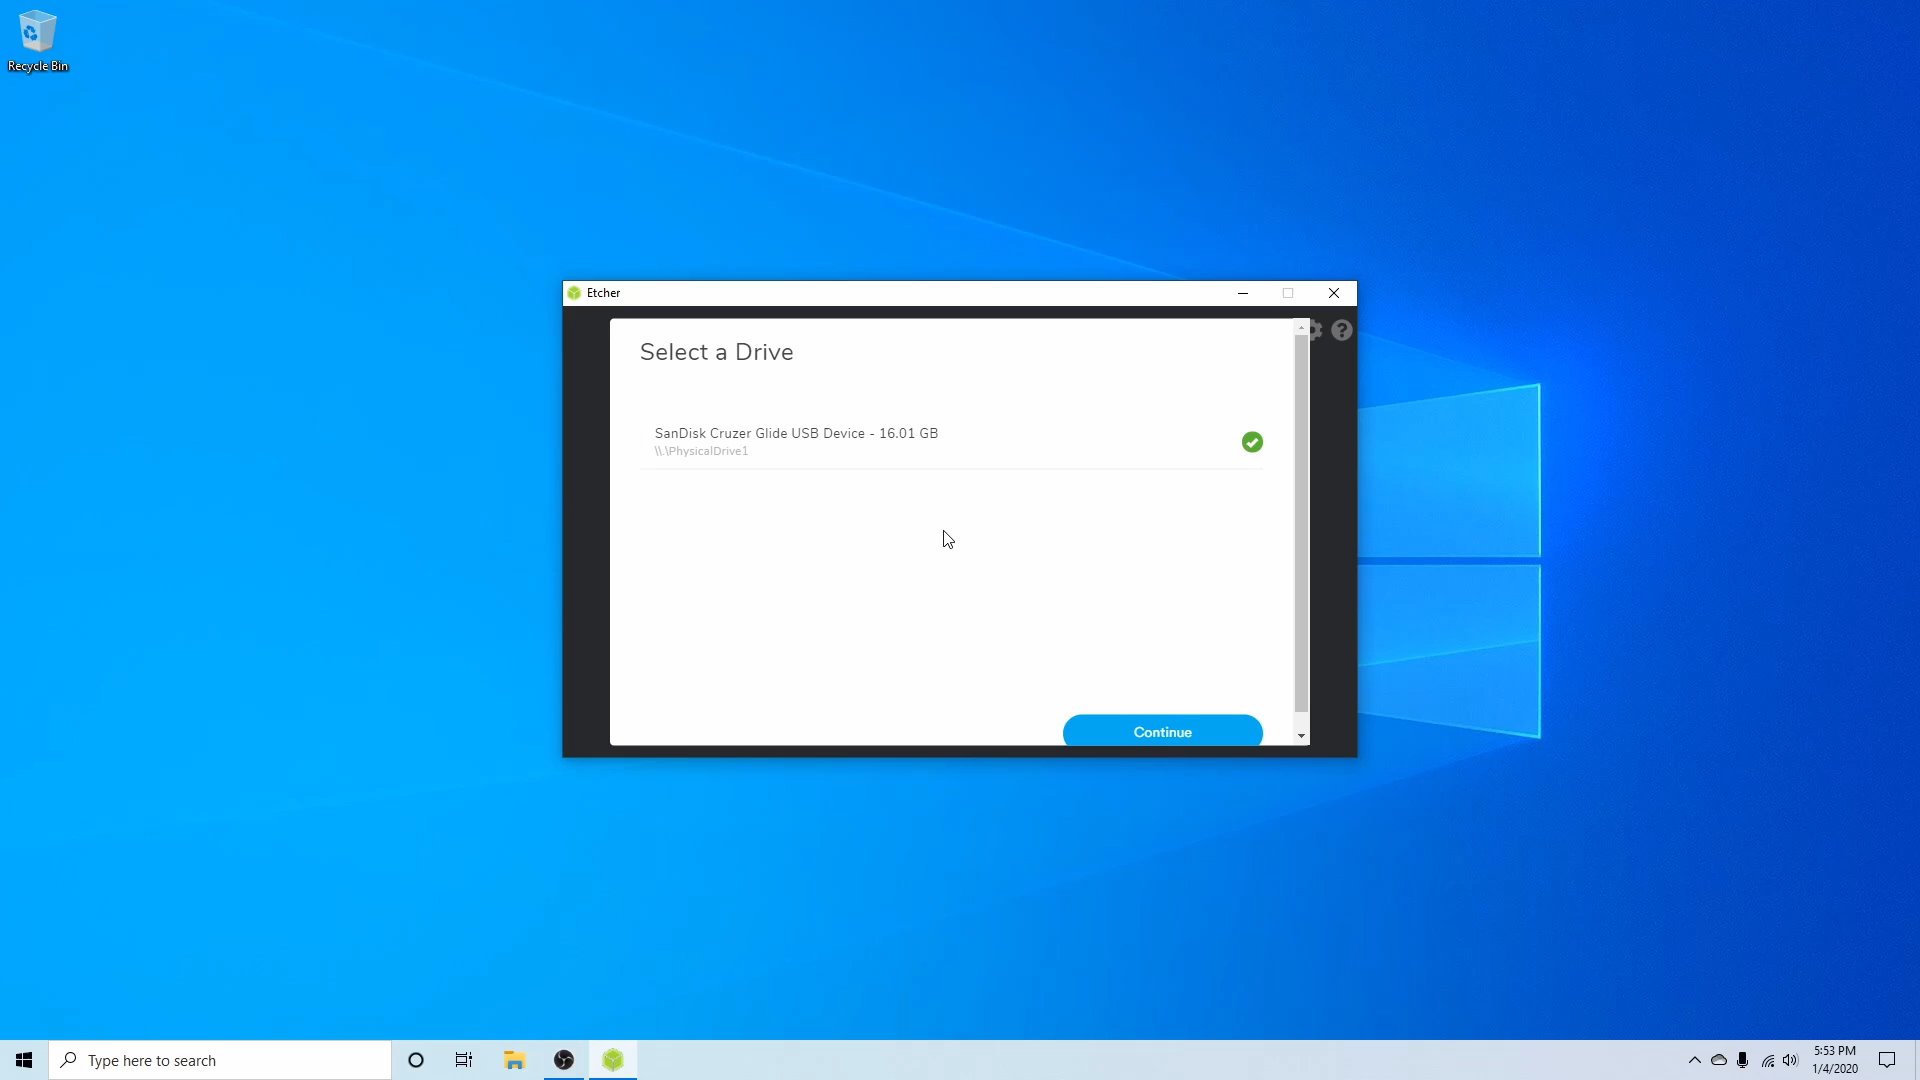 Recycle Bin
Etcher
Select a Drive
SanDisk Cruzer Glide USB Device - 16.01 GB
\\.\PhysicalDrive1
Continue
Type here to search
5:53 PM
1/4/2020